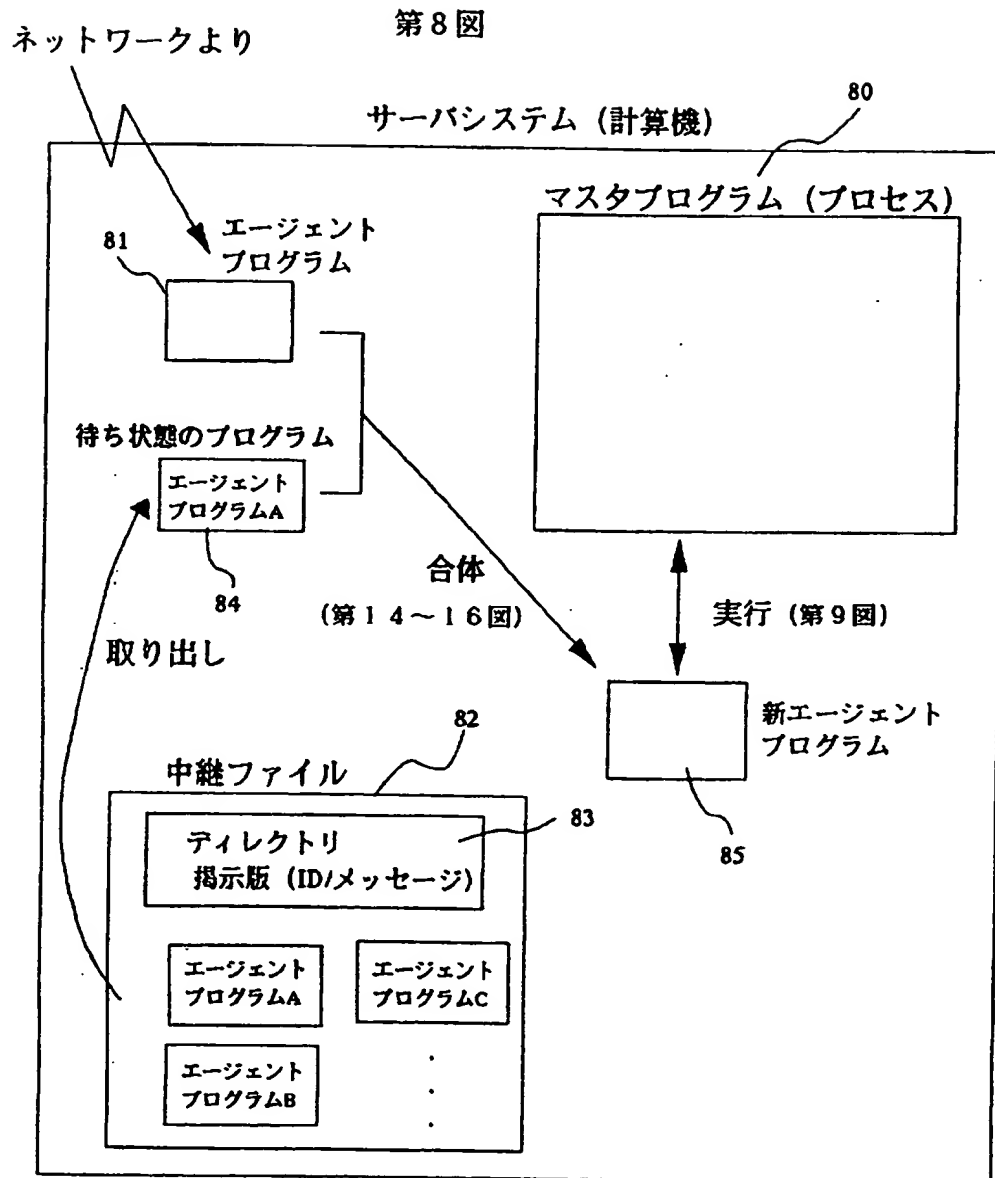 第８図
ネットワークより
サーバシステム（計算機）
80
マスタプログラム（プロセス）
エージェント
プログラム
81
待ち状態のプログラム
エージェント
プログラムA
84
合体
（第１４～１６図）
実行（第９図）
取り出し
新エージェント
プログラム
85
82
中継ファイル
83
ディレクトリ
掲示版（ID/メッセージ）
エージェント
プログラムA
エージェント
プログラムC
エージェント
プログラムB